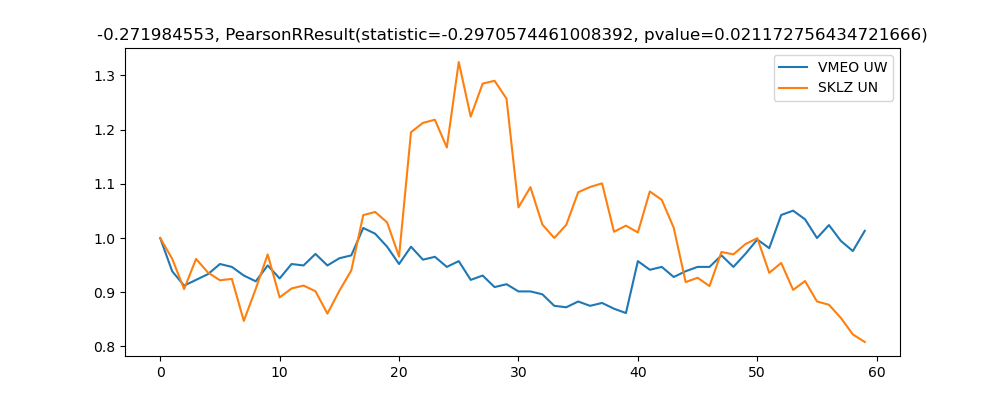 -0.271984553, PearsonRResult(statistic=-0.2970574461008392, pvalue=0.021172756434721666)
VMEO UW
SKLZ UN
1.3
1.2
1.1
1.0
0.9
0.8
0 10 20 30 40 50 60